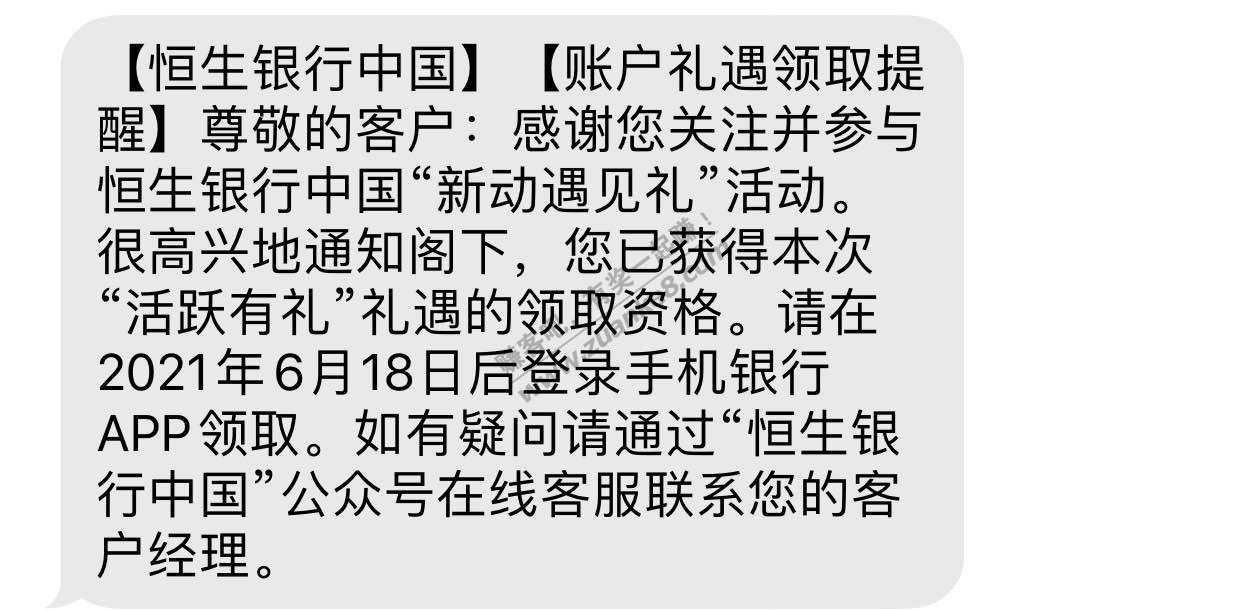 【恒生银行中国】【账户礼遇领取提
醒】尊敬的客户：感谢您关注并参与
恒生银行中国“新动遇见礼”活动。
很高兴地通知阁下，您已获得本次
“活跃有礼”礼遇的领取资格。请在
2021年6月18日后登录手机银行
APP领取。如有疑问请通过“恒生银
行中国”公众号在线客服联系您的客
户经理。